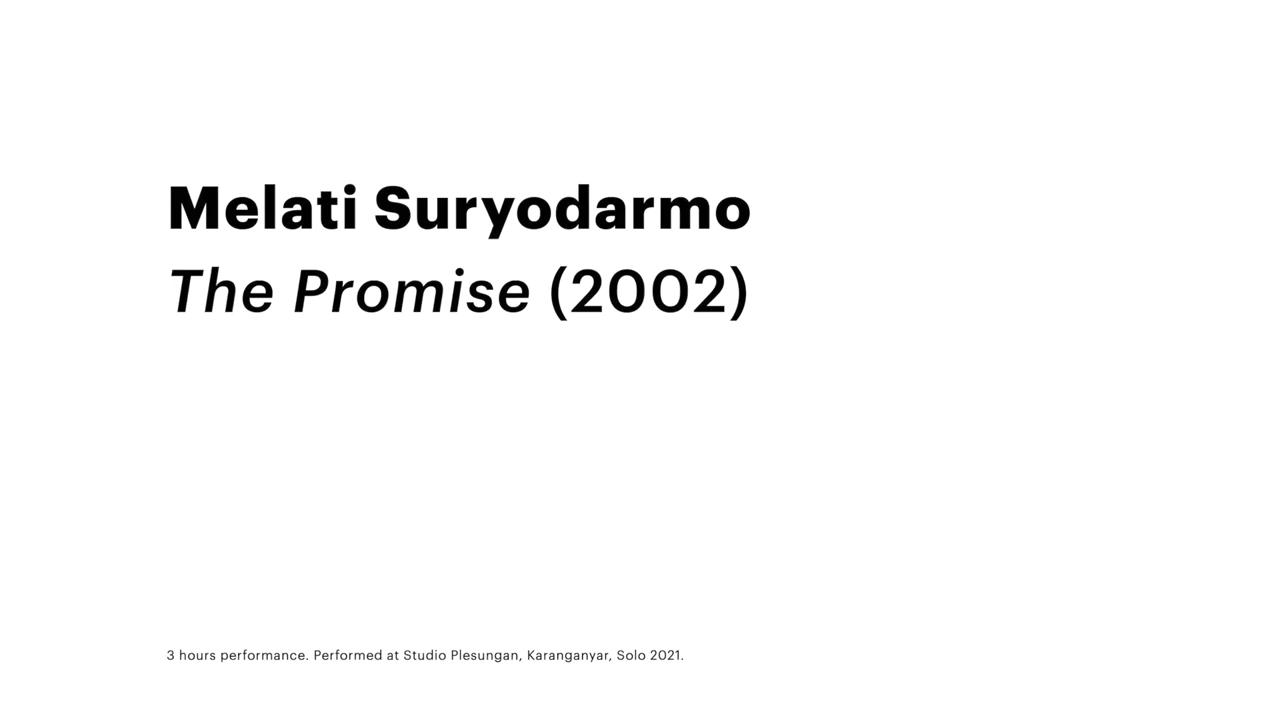 Melati Suryodarmo
The Promise (2002)
3 hours performance. Performed at Studio Plesungan, Karanganyar, Solo 2021.